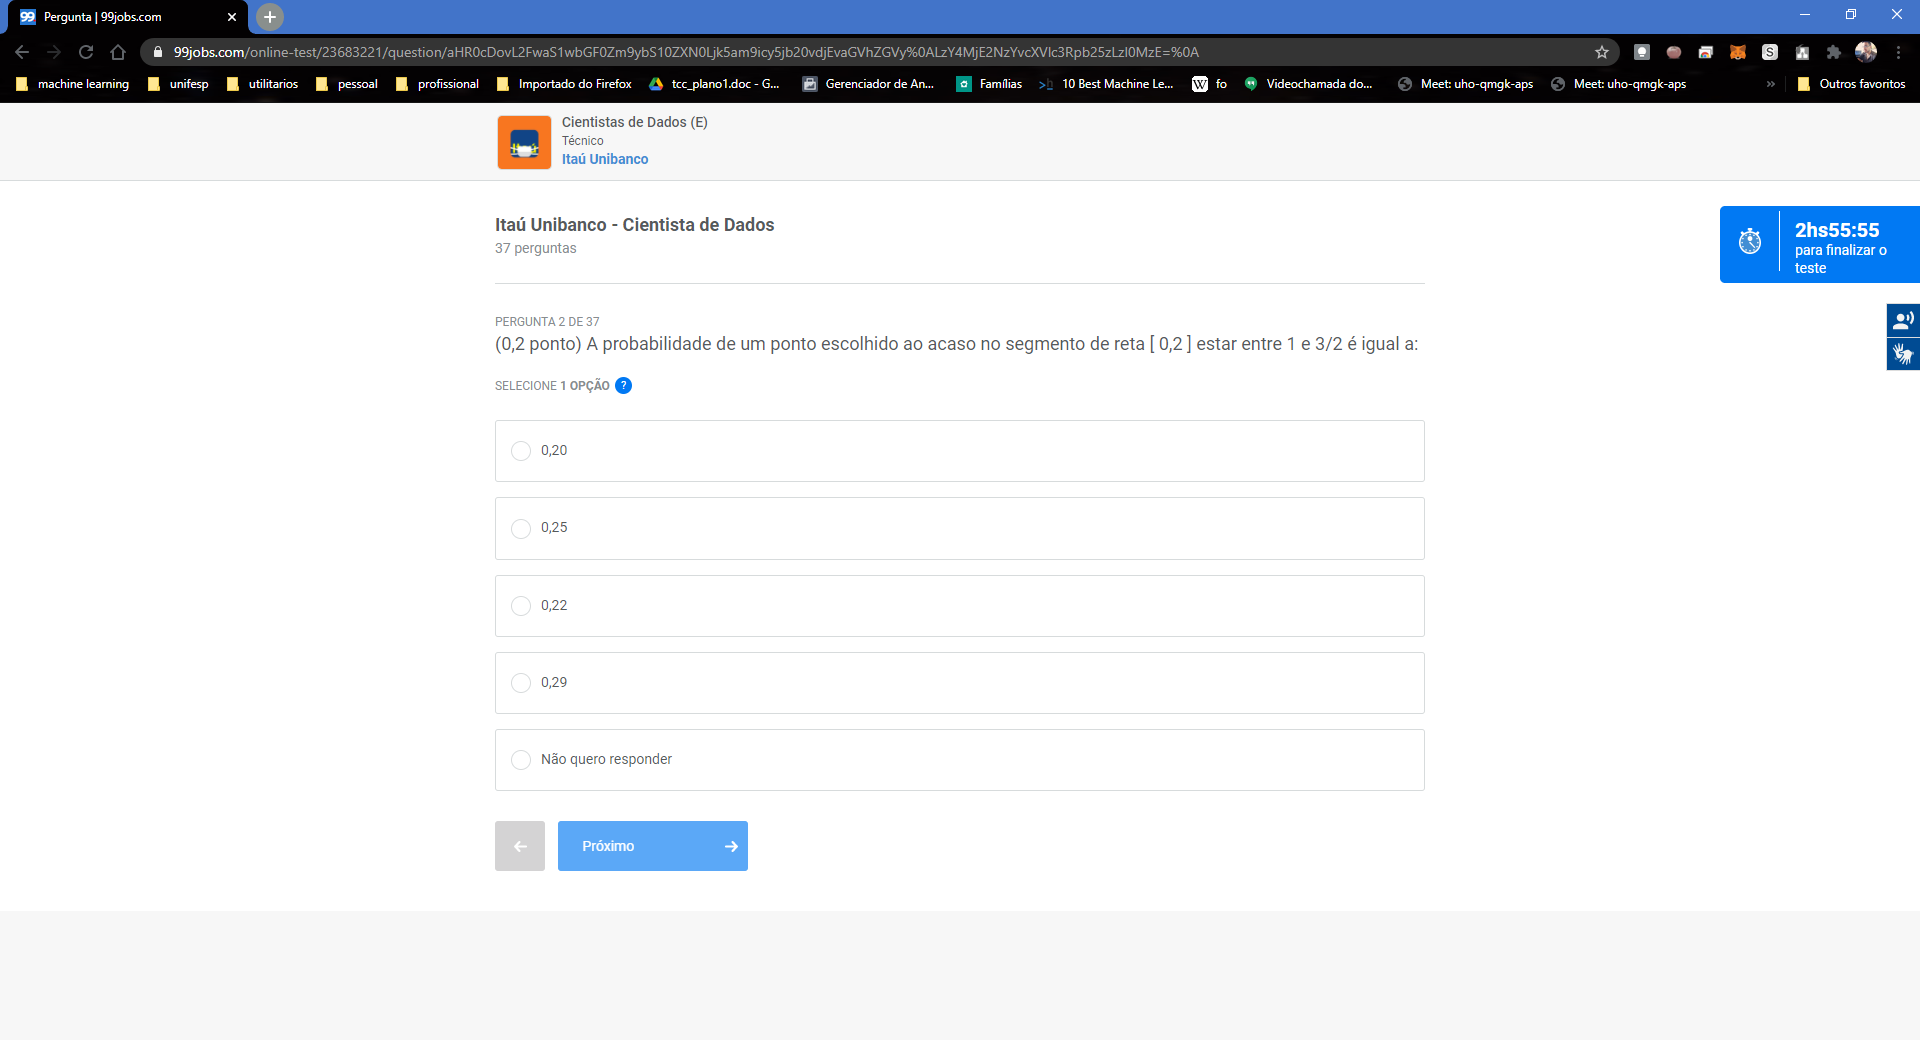 Pergunta | 99jobs.com
99jobs.com/online-test/23683221/question/aHR0cDovL2FwaS1wbGF0Zm9ybS10ZXN0Ljk5am9icy5jb20vdjEvaGVhZGVy%0ALzY4MjE2NzYvcXVlc3Rpb25zLzI0MzE=%0A
machine learning unifesp utilitarios pessoal profissional Importado do Firefox tcc_plano1.doc - G... Gerenciador de An... Famílias 10 Best Machine Le... fo Videochamada do... Meet: uho-qmgk-aps Meet: uho-qmgk-aps » Outros favoritos
Cientistas de Dados (E)
Técnico
Itaú Unibanco
Itaú Unibanco - Cientista de Dados
37 perguntas
2hs55:55
para finalizar o
teste
PERGUNTA 2 DE 37
(0,2 ponto) A probabilidade de um ponto escolhido ao acaso no segmento de reta [ 0,2 ] estar entre 1 e 3/2 é igual a:
SELECIONE 1 OPÇÃO ?
0,20
0,25
0,22
0,29
Não quero responder
Próximo